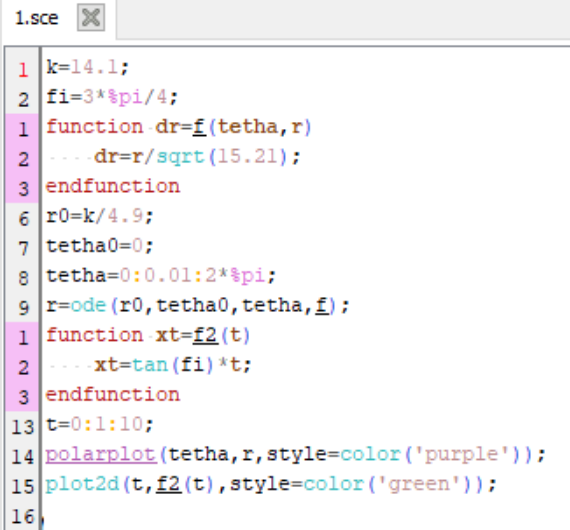 1.sce
1 k=14.1;
2 fi=3*%pi/4;
1 function dr=f(tetha,r)
2     dr=r/sqrt(15.21);
3 endfunction
6 r0=k/4.9;
7 tetha0=0;
8 tetha=0:0.01:2*%pi;
9 r=ode(r0,tetha0,tetha,f);
1 function xt=f2(t)
2     xt=tan(fi)*t;
3 endfunction
13 t=0:1:10;
14 polarplot(tetha,r,style=color('purple'));
15 plot2d(t,f2(t),style=color('green'));
16